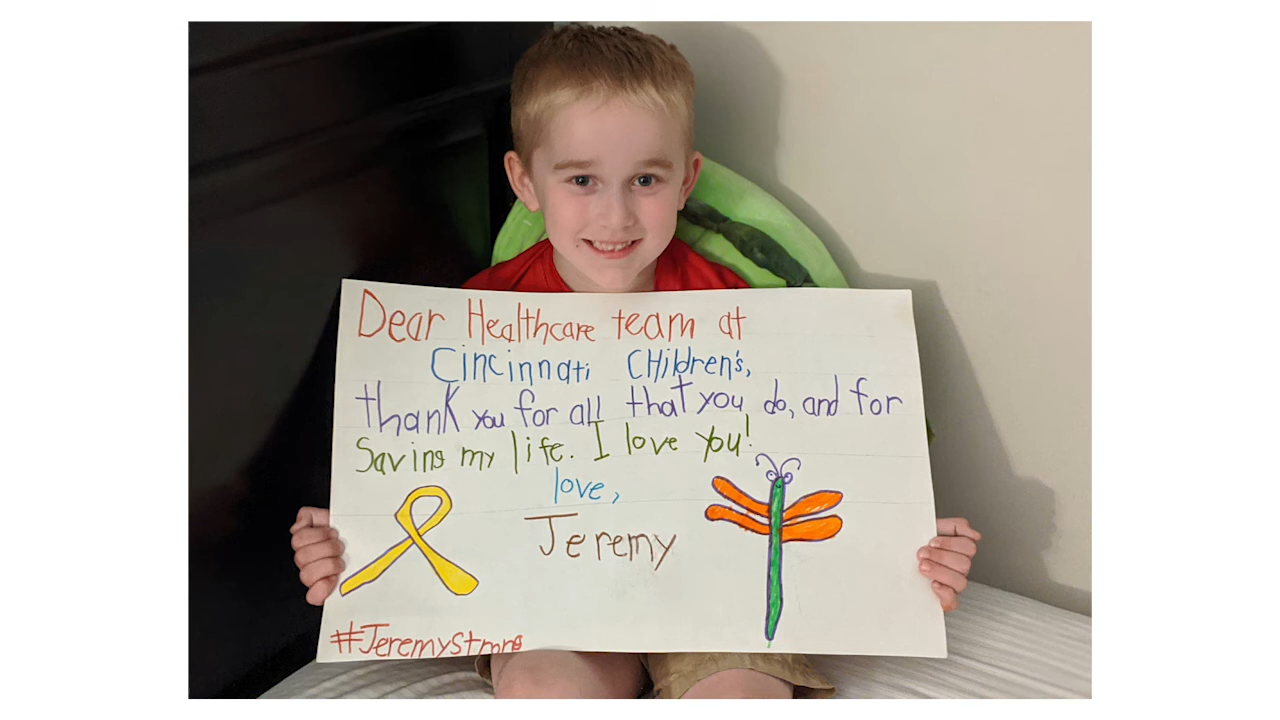 Dear Healthcare team at
Cincinnati CHildren's,
thank you for all that you do, and for
Saving my life. I love you!
love,
Jeremy
#JeremyStrong